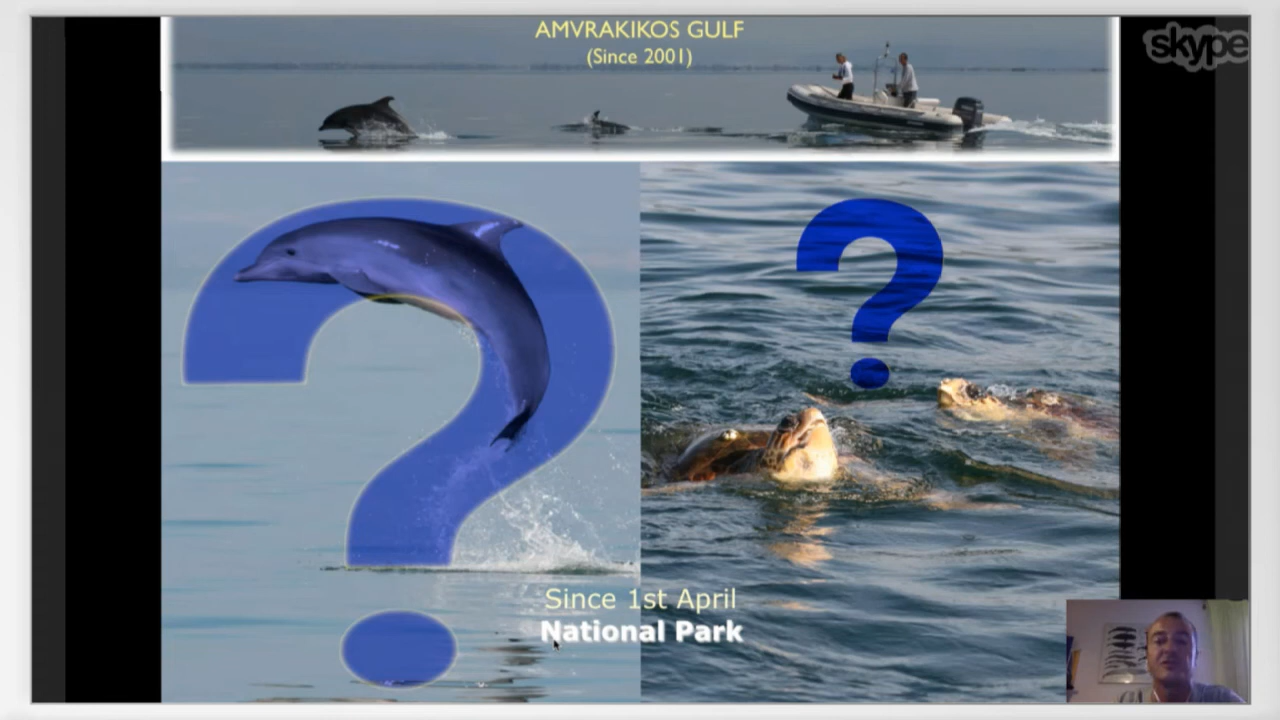 AMVRAKIKOS GULF
(Since 2001)
skype
?
?
Since 1st April
National Park